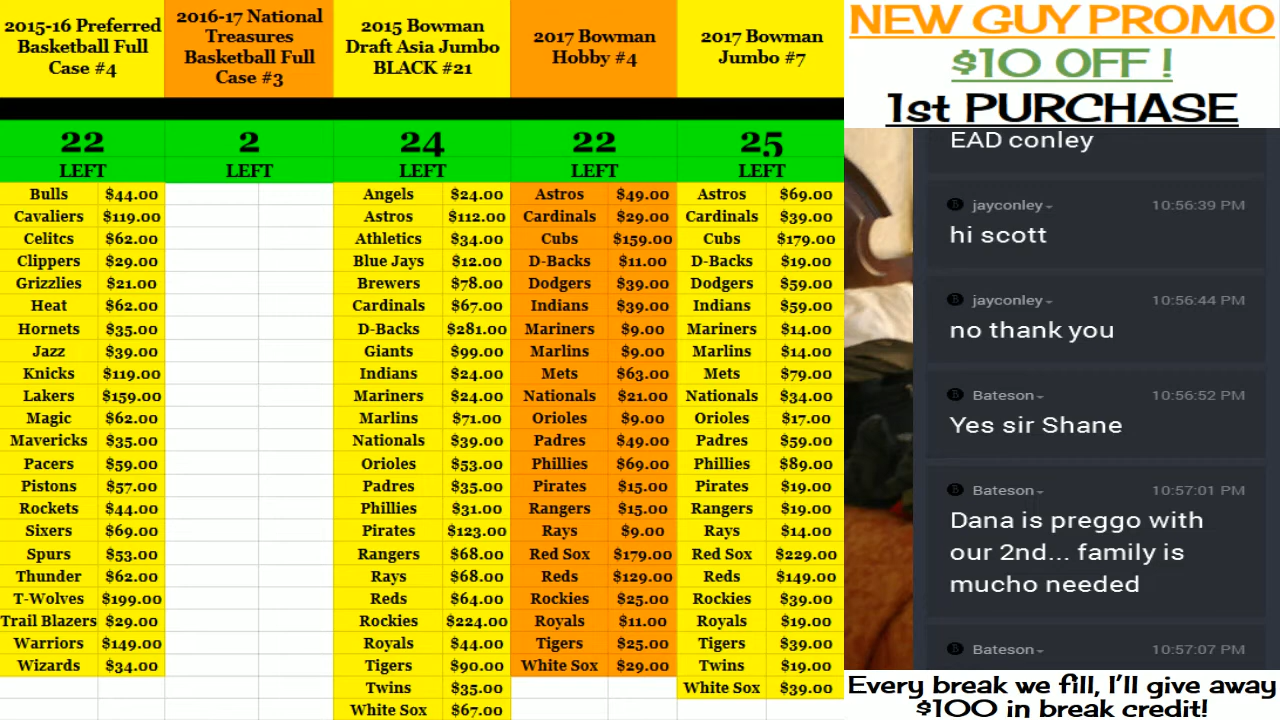 2015-16 Preferred
Basketball Full
Case #4
2016-17 National
Treasures
Basketball Full
Case #3
2015 Bowman
Draft Asia Jumbo
BLACK #21
2017 Bowman
Hobby #4
2017 Bowman
Jumbo #7
22 2 24 22 25
LEFT LEFT LEFT LEFT LEFT
Bulls $44.00 Angels $24.00 Astros $49.00 Astros $69.00
Cavaliers $119.00 Astros $112.00 Cardinals $29.00 Cardinals $39.00
Celitcs $62.00 Athletics $34.00 Cubs $159.00 Cubs $179.00
Clippers $29.00 Blue Jays $12.00 D-Backs $11.00 D-Backs $19.00
Grizzlies $21.00 Brewers $78.00 Dodgers $39.00 Dodgers $59.00
Heat $62.00 Cardinals $67.00 Indians $39.00 Indians $59.00
Hornets $35.00 D-Backs $281.00 Mariners $9.00 Mariners $14.00
Jazz $39.00 Giants $99.00 Marlins $9.00 Marlins $14.00
Knicks $119.00 Indians $24.00 Mets $63.00 Mets $79.00
Lakers $159.00 Mariners $24.00 Nationals $21.00 Nationals $34.00
Magic $62.00 Marlins $71.00 Orioles $9.00 Orioles $17.00
Mavericks $35.00 Nationals $39.00 Padres $49.00 Padres $59.00
Pacers $59.00 Orioles $53.00 Phillies $69.00 Phillies $89.00
Pistons $57.00 Padres $35.00 Pirates $15.00 Pirates $19.00
Rockets $44.00 Phillies $31.00 Rangers $15.00 Rangers $19.00
Sixers $69.00 Pirates $123.00 Rays $9.00 Rays $14.00
Spurs $53.00 Rangers $68.00 Red Sox $179.00 Red Sox $229.00
Thunder $62.00 Rays $68.00 Reds $129.00 Reds $149.00
T-Wolves $199.00 Reds $64.00 Rockies $25.00 Rockies $39.00
Trail Blazers $29.00 Rockies $224.00 Royals $11.00 Royals $19.00
Warriors $149.00 Royals $44.00 Tigers $25.00 Tigers $39.00
Wizards $34.00 Tigers $90.00 White Sox $29.00 Twins $19.00
Twins $35.00 White Sox $39.00
White Sox $67.00
NEW GUY PROMO
$10 OFF !
1st PURCHASE
EAD conley
jayconley 10:56:39 PM
hi scott
jayconley 10:56:44 PM
no thank you
Bateson 10:56:52 PM
Yes sir Shane
Bateson 10:57:01 PM
Dana is preggo with
our 2nd... family is
mucho needed
Bateson 10:57:07 PM
Every break we fill, I'll give away
$100 in break credit!